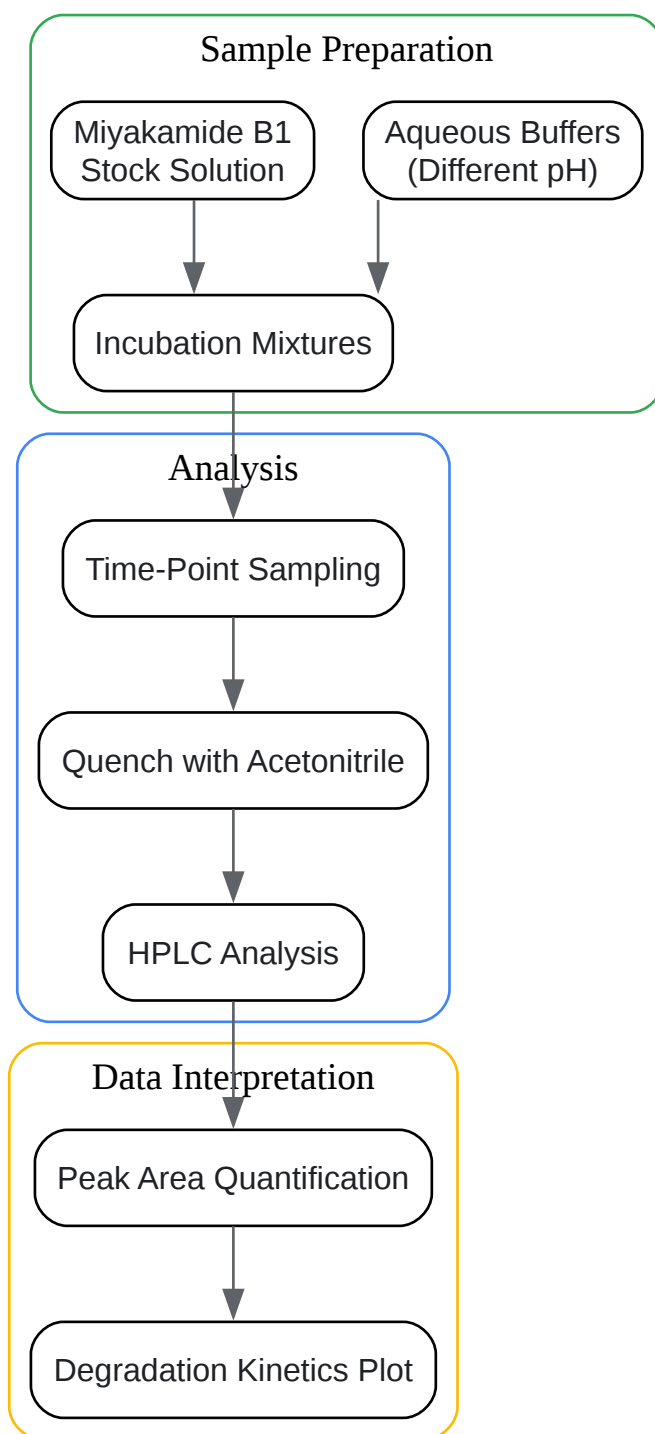 Sample Preparation
Miyakamide B1
Stock Solution
Aqueous Buffers
(Different pH)
Incubation Mixtures
Analysis
Time-Point Sampling
Quench with Acetonitrile
HPLC Analysis
Data Interpretation
Peak Area Quantification
Degradation Kinetics Plot